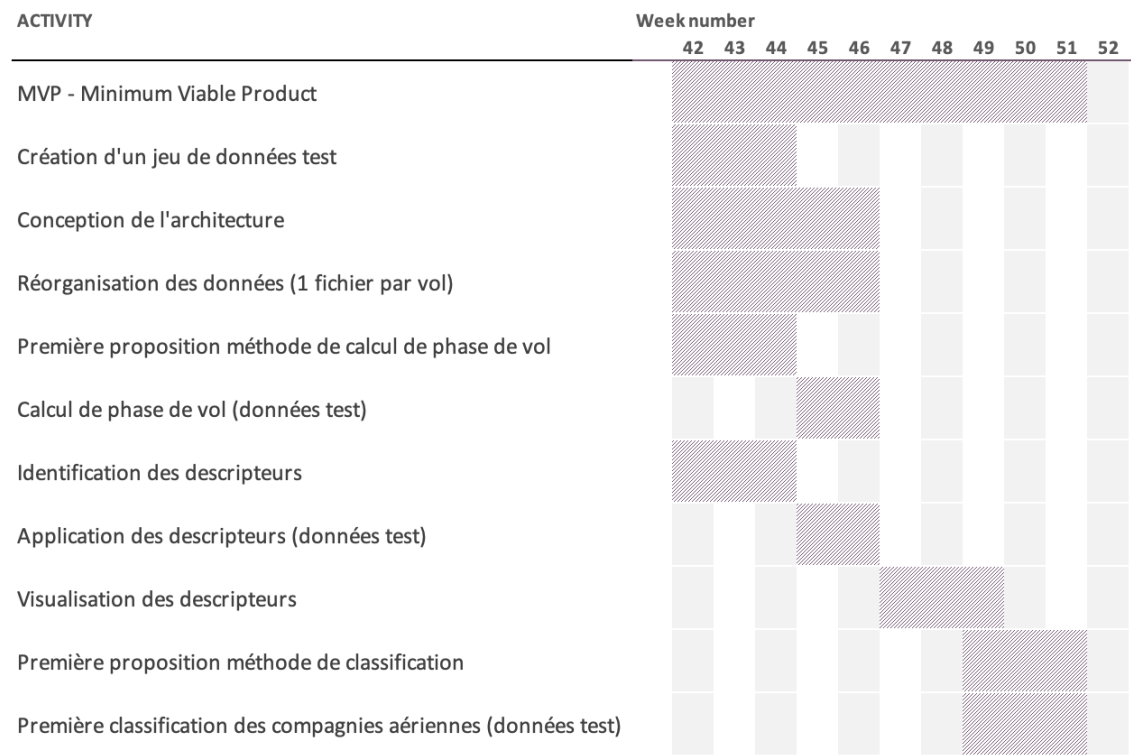 ACTIVITY Week number
42 43 44 45 46 47 48 49 50 51 52
MVP - Minimum Viable Product
Création d'un jeu de données test
Conception de l'architecture
Réorganisation des données (1 fichier par vol)
Première proposition méthode de calcul de phase de vol
Calcul de phase de vol (données test)
Identification des descripteurs
Application des descripteurs (données test)
Visualisation des descripteurs
Première proposition méthode de classification
Première classification des compagnies aériennes (données test)